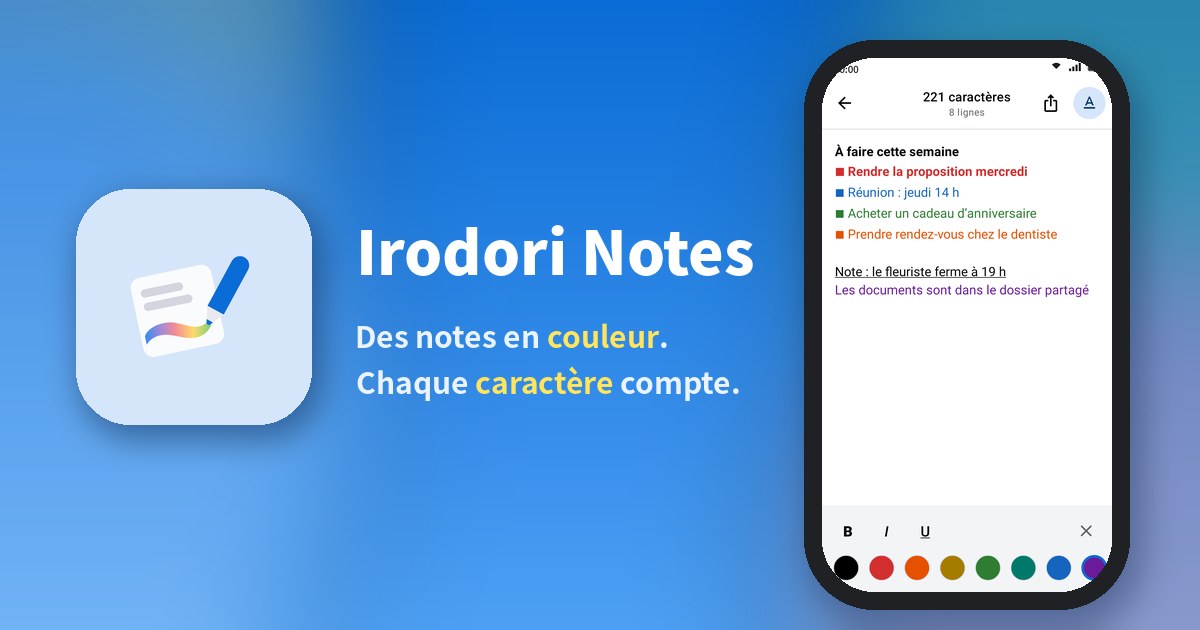 Irodori Notes
Des notes en couleur.
Chaque caractère compte.
221 caractères
8 lignes
A
À faire cette semaine
■ Rendre la proposition mercredi
■ Réunion : jeudi 14 h
■ Acheter un cadeau d’anniversaire
■ Prendre rendez-vous chez le dentiste
Note : le fleuriste ferme à 19 h
Les documents sont dans le dossier partagé
B I U